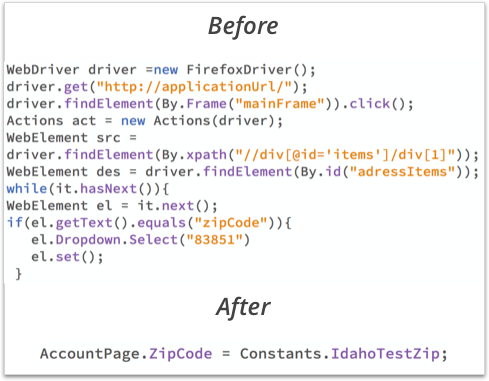 Before
WebDriver driver =new FirefoxDriver();
driver.get("http://applicationUrl/");
driver.findElement(By.Frame("mainFrame")).click();
Actions act = new Actions(driver);
WebElement src =
driver.findElement(By.xpath("//div[@id='items']/div[1]"));
WebElement des = driver.findElement(By.id("adressItems"));
while(it.hasNext()){
WebElement el = it.next();
if(el.getText().equals("zipCode")){
el.Dropdown.Select("83851")
el.set();
}
After
AccountPage.ZipCode = Constants.IdahoTestZip;